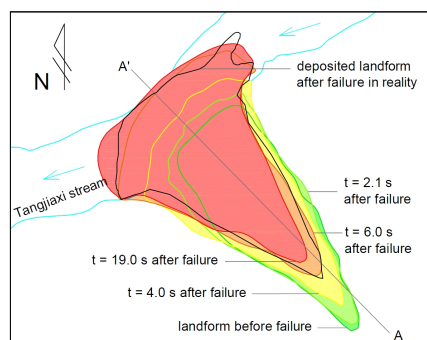 A'
deposited landform
after failure in reality
N
Tangjiaxi stream
t = 2.1 s
after failure
t = 6.0 s
after failure
t = 19.0 s after failure
t = 4.0 s after failure
landform before failure
A